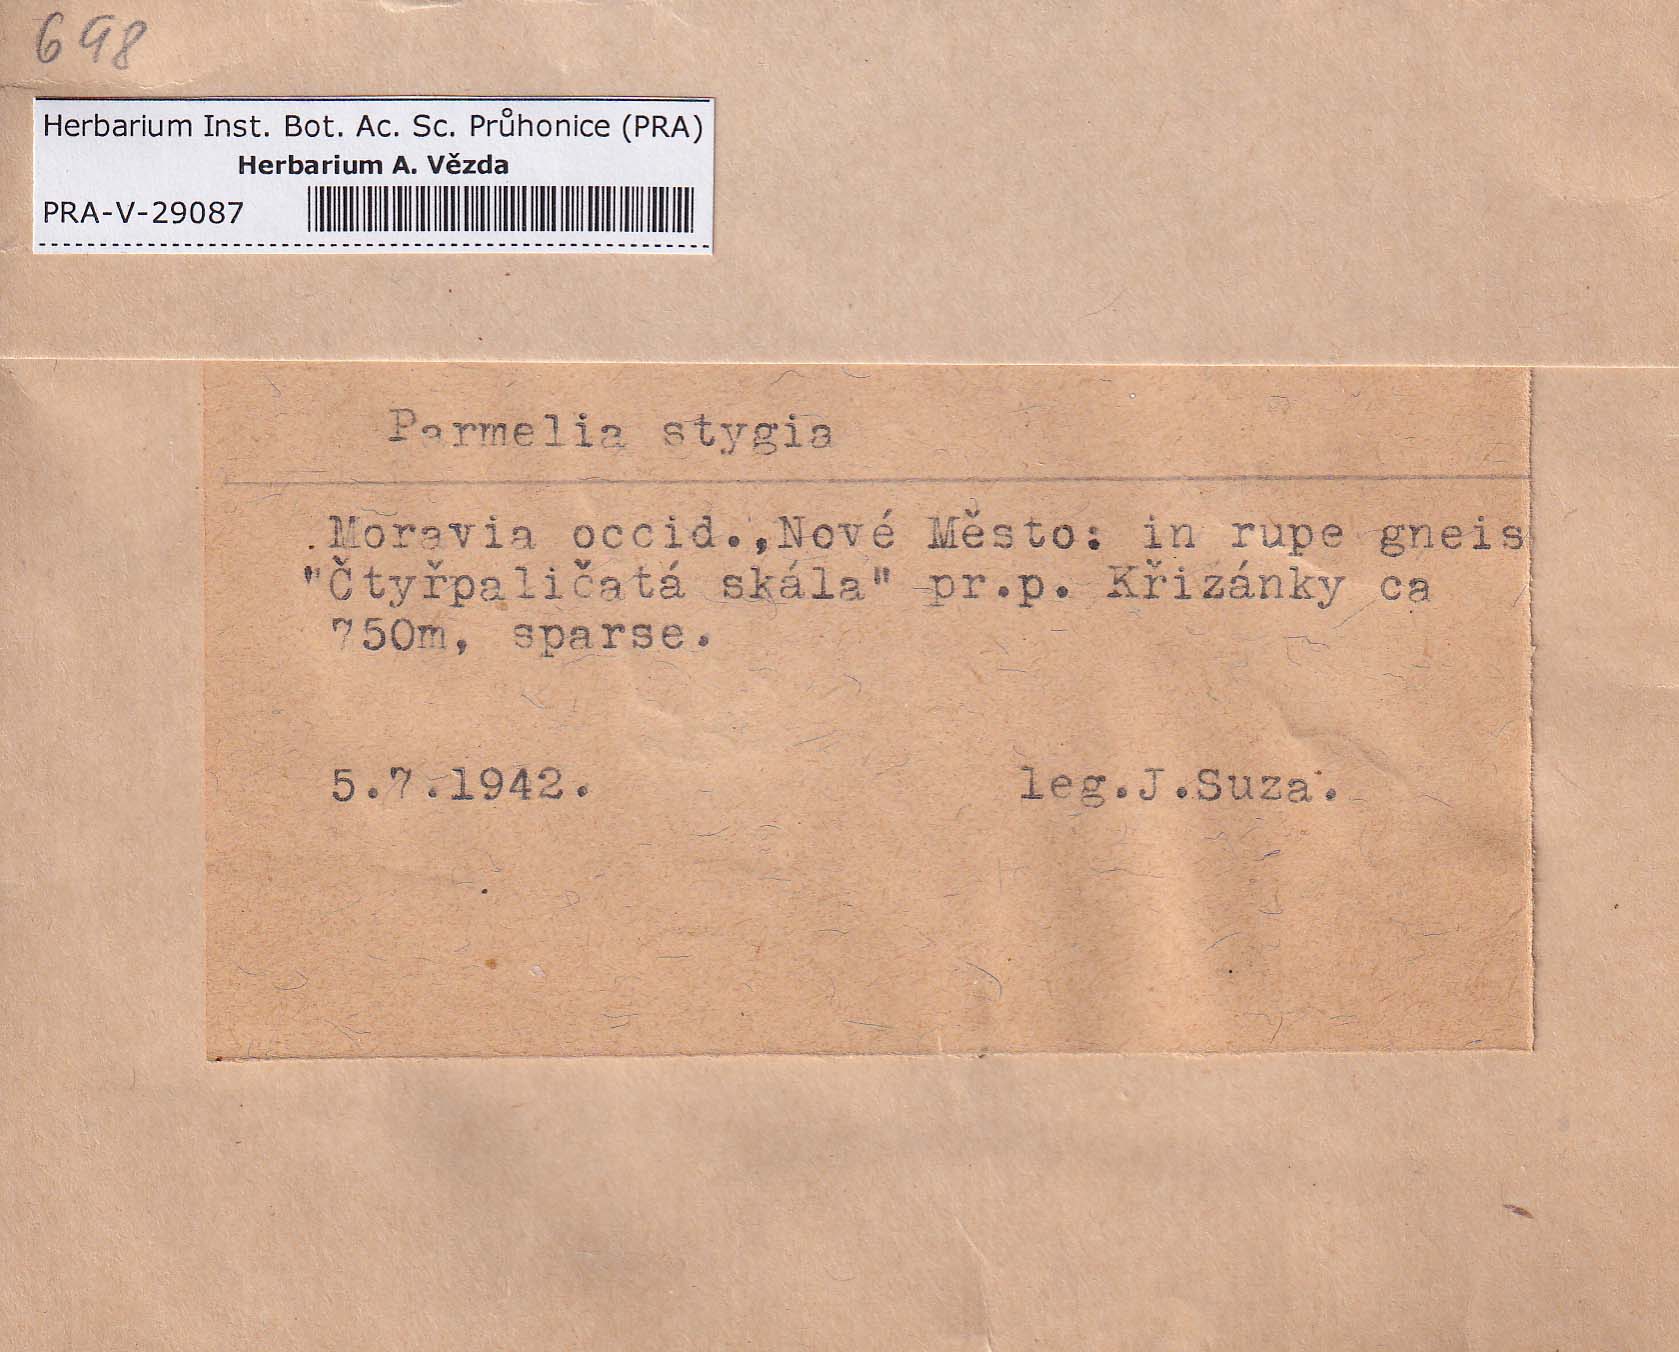 698
Herbarium Inst. Bot. Ac. Sc. Průhonice (PRA)
Herbarium A. Vězda
PRA-V-29087
Parmelia stygia
Moravia occid.,Nové Město: in rupe gneis
"Čtyřpaličatá skála" pr.p. Křizánky ca
750m, sparse.
5.7.1942.
leg.J.Suza.